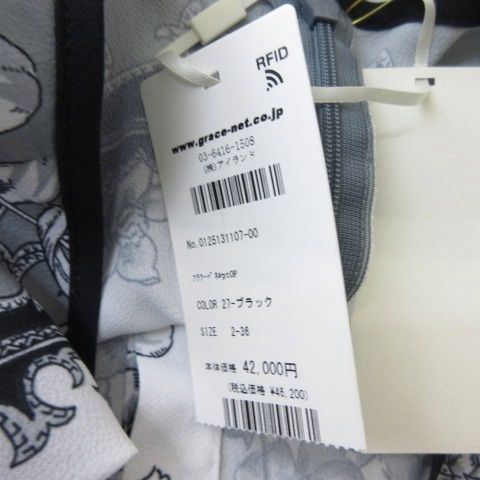 RFID
www.grace-net.co.jp
03-6416-1508
(株)アイランド
No. 0125131107-00
COLOR 27-ブラック
SIZE 2-36
本体価格 42,000円
(税込価格 ¥46,200)